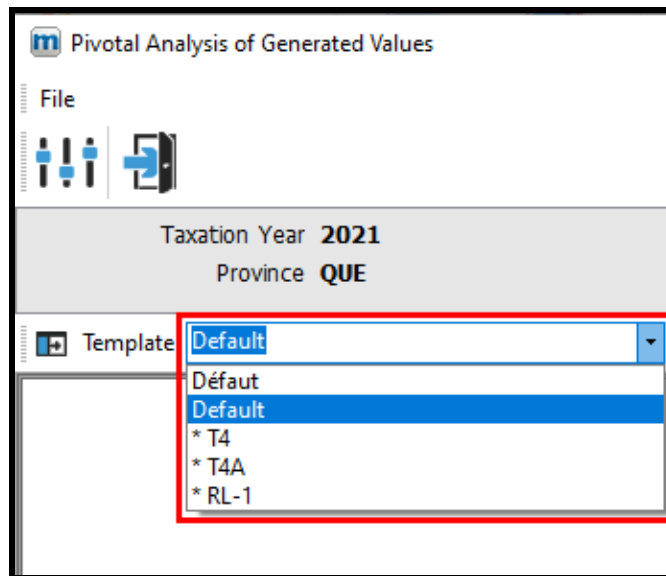 m Pivotal Analysis of Generated Values
File
Taxation Year 2021
Province QUE
Template Default
Défaut
Default
* T4
* T4A
* RL-1